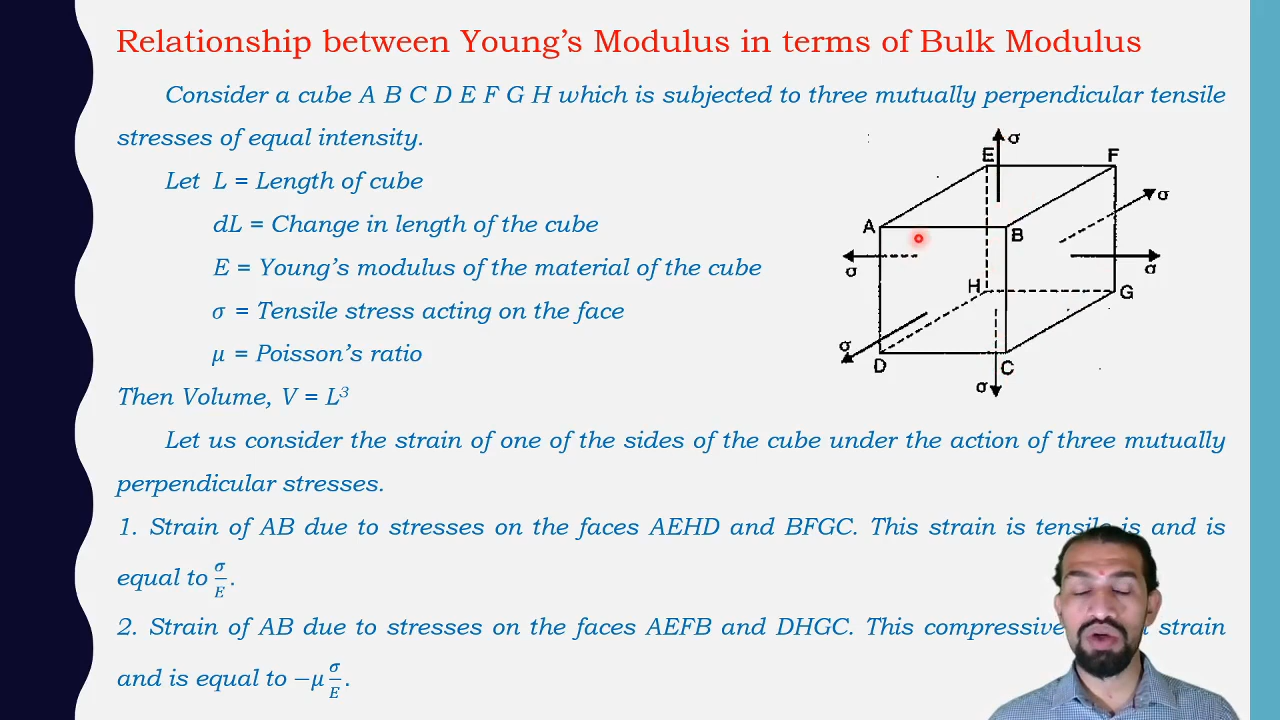 Relationship between Young's Modulus in terms of Bulk Modulus
Consider a cube A B C D E F G H which is subjected to three mutually perpendicular tensile
stresses of equal intensity.
Let L = Length of cube
dL = Change in length of the cube
E = Young's modulus of the material of the cube
σ = Tensile stress acting on the face
μ = Poisson's ratio
Then Volume, V = L³
Let us consider the strain of one of the sides of the cube under the action of three mutually
perpendicular stresses.
1. Strain of AB due to stresses on the faces AEHD and BFGC. This strain is tensile is and is
equal to σ/E.
2. Strain of AB due to stresses on the faces AEFB and DHGC. This compressive strain
and is equal to −μ σ/E.
σ
E
F
σ
A
B
σ
σ
H
G
σ
D
C
σ